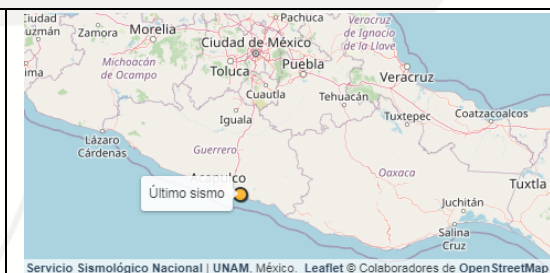 Ciudad
Guzmán
Zamora
Morelia
Pachuca
Veracruz
de Ignacio
de la Llave
Ciudad de México
Michoacán
de Ocampo
Toluca
Puebla
Veracruz
Cuautla
Tehuacán
Iguala
Tuxtepec
Coatzacoalcos
Lázaro
Cárdenas
Guerrero
Acapulco
Oaxaca
Último sismo
Tuxtla
Juchitán
Salina
Cruz
Servicio Sismológico Nacional | UNAM, México. Leaflet © Colaboradores de OpenStreetMap